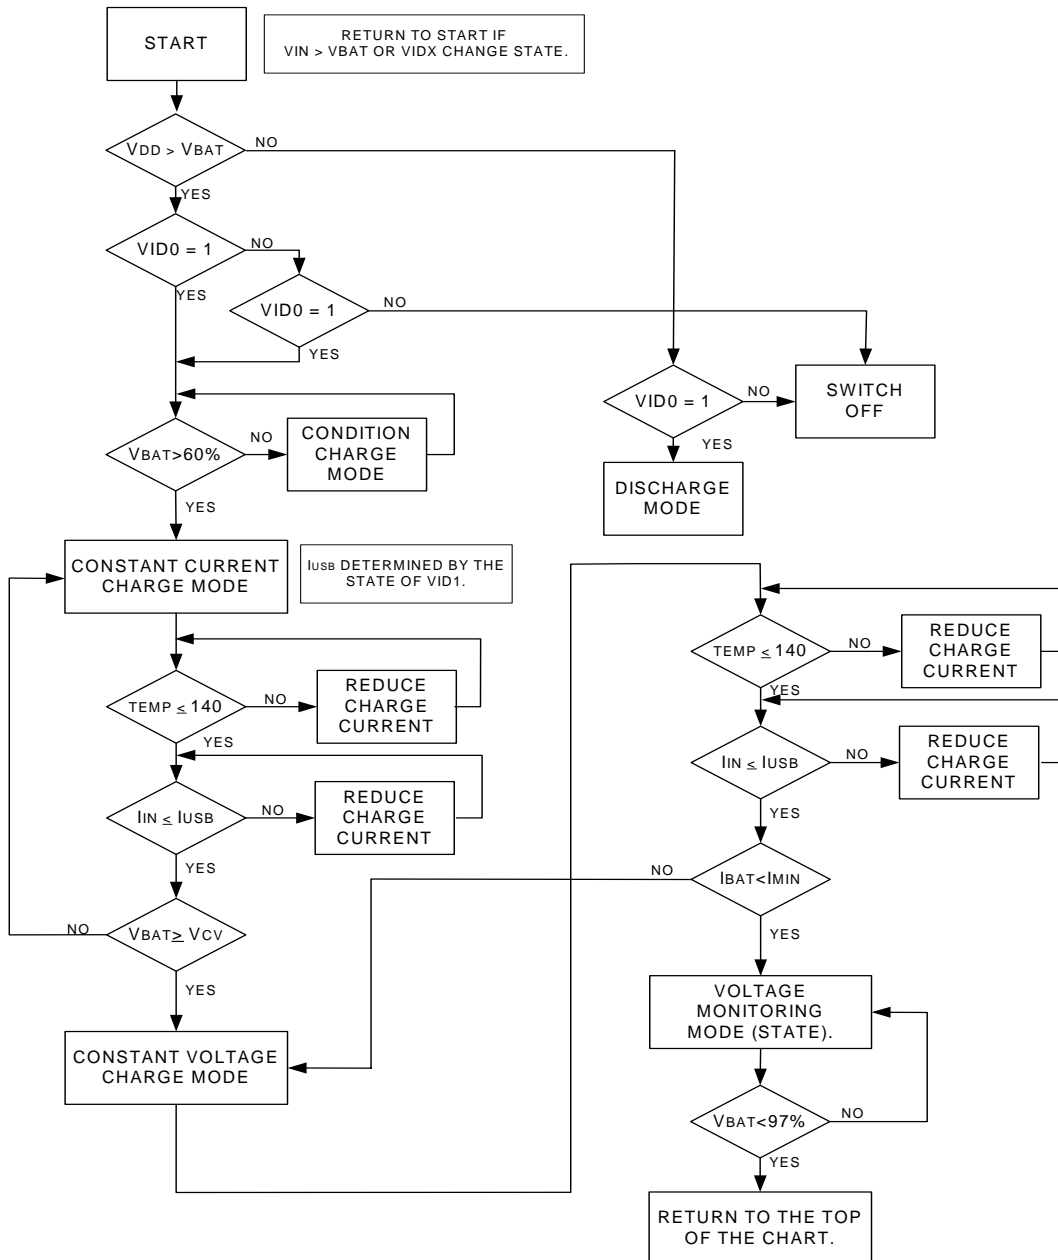 START
RETURN TO START IF
VIN > VBAT OR VIDX CHANGE STATE.
VDD > VBAT
NO
YES
VID0 = 1
NO
YES
VID0 = 1
NO
YES
VID0 = 1
NO
YES
SWITCH
OFF
DISCHARGE
MODE
VBAT>60%
NO
YES
CONDITION
CHARGE
MODE
CONSTANT CURRENT
CHARGE MODE
IUSB DETERMINED BY THE
STATE OF VID1.
TEMP ≤ 140
NO
YES
REDUCE
CHARGE
CURRENT
IIN ≤ IUSB
NO
YES
REDUCE
CHARGE
CURRENT
VBAT≥ VCV
NO
YES
CONSTANT VOLTAGE
CHARGE MODE
TEMP ≤ 140
NO
YES
REDUCE
CHARGE
CURRENT
IIN ≤ IUSB
NO
YES
REDUCE
CHARGE
CURRENT
IBAT<IMIN
NO
YES
VOLTAGE
MONITORING
MODE (STATE).
VBAT<97%
NO
YES
RETURN TO THE TOP
OF THE CHART.